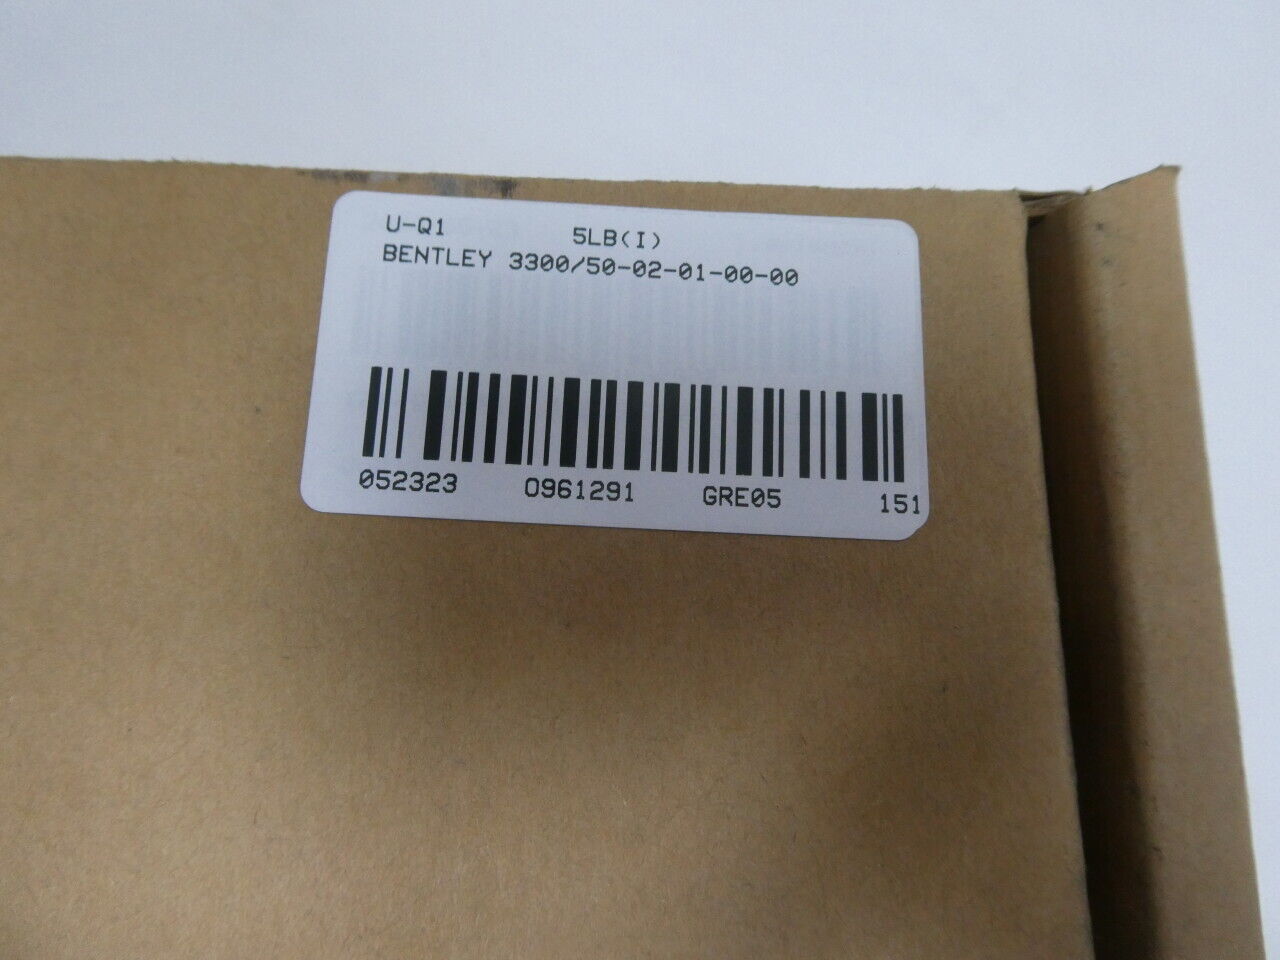 U-Q1 5LB(I)
BENTLEY 3300/50-02-01-00-00
052323 0961291 GRE05 151